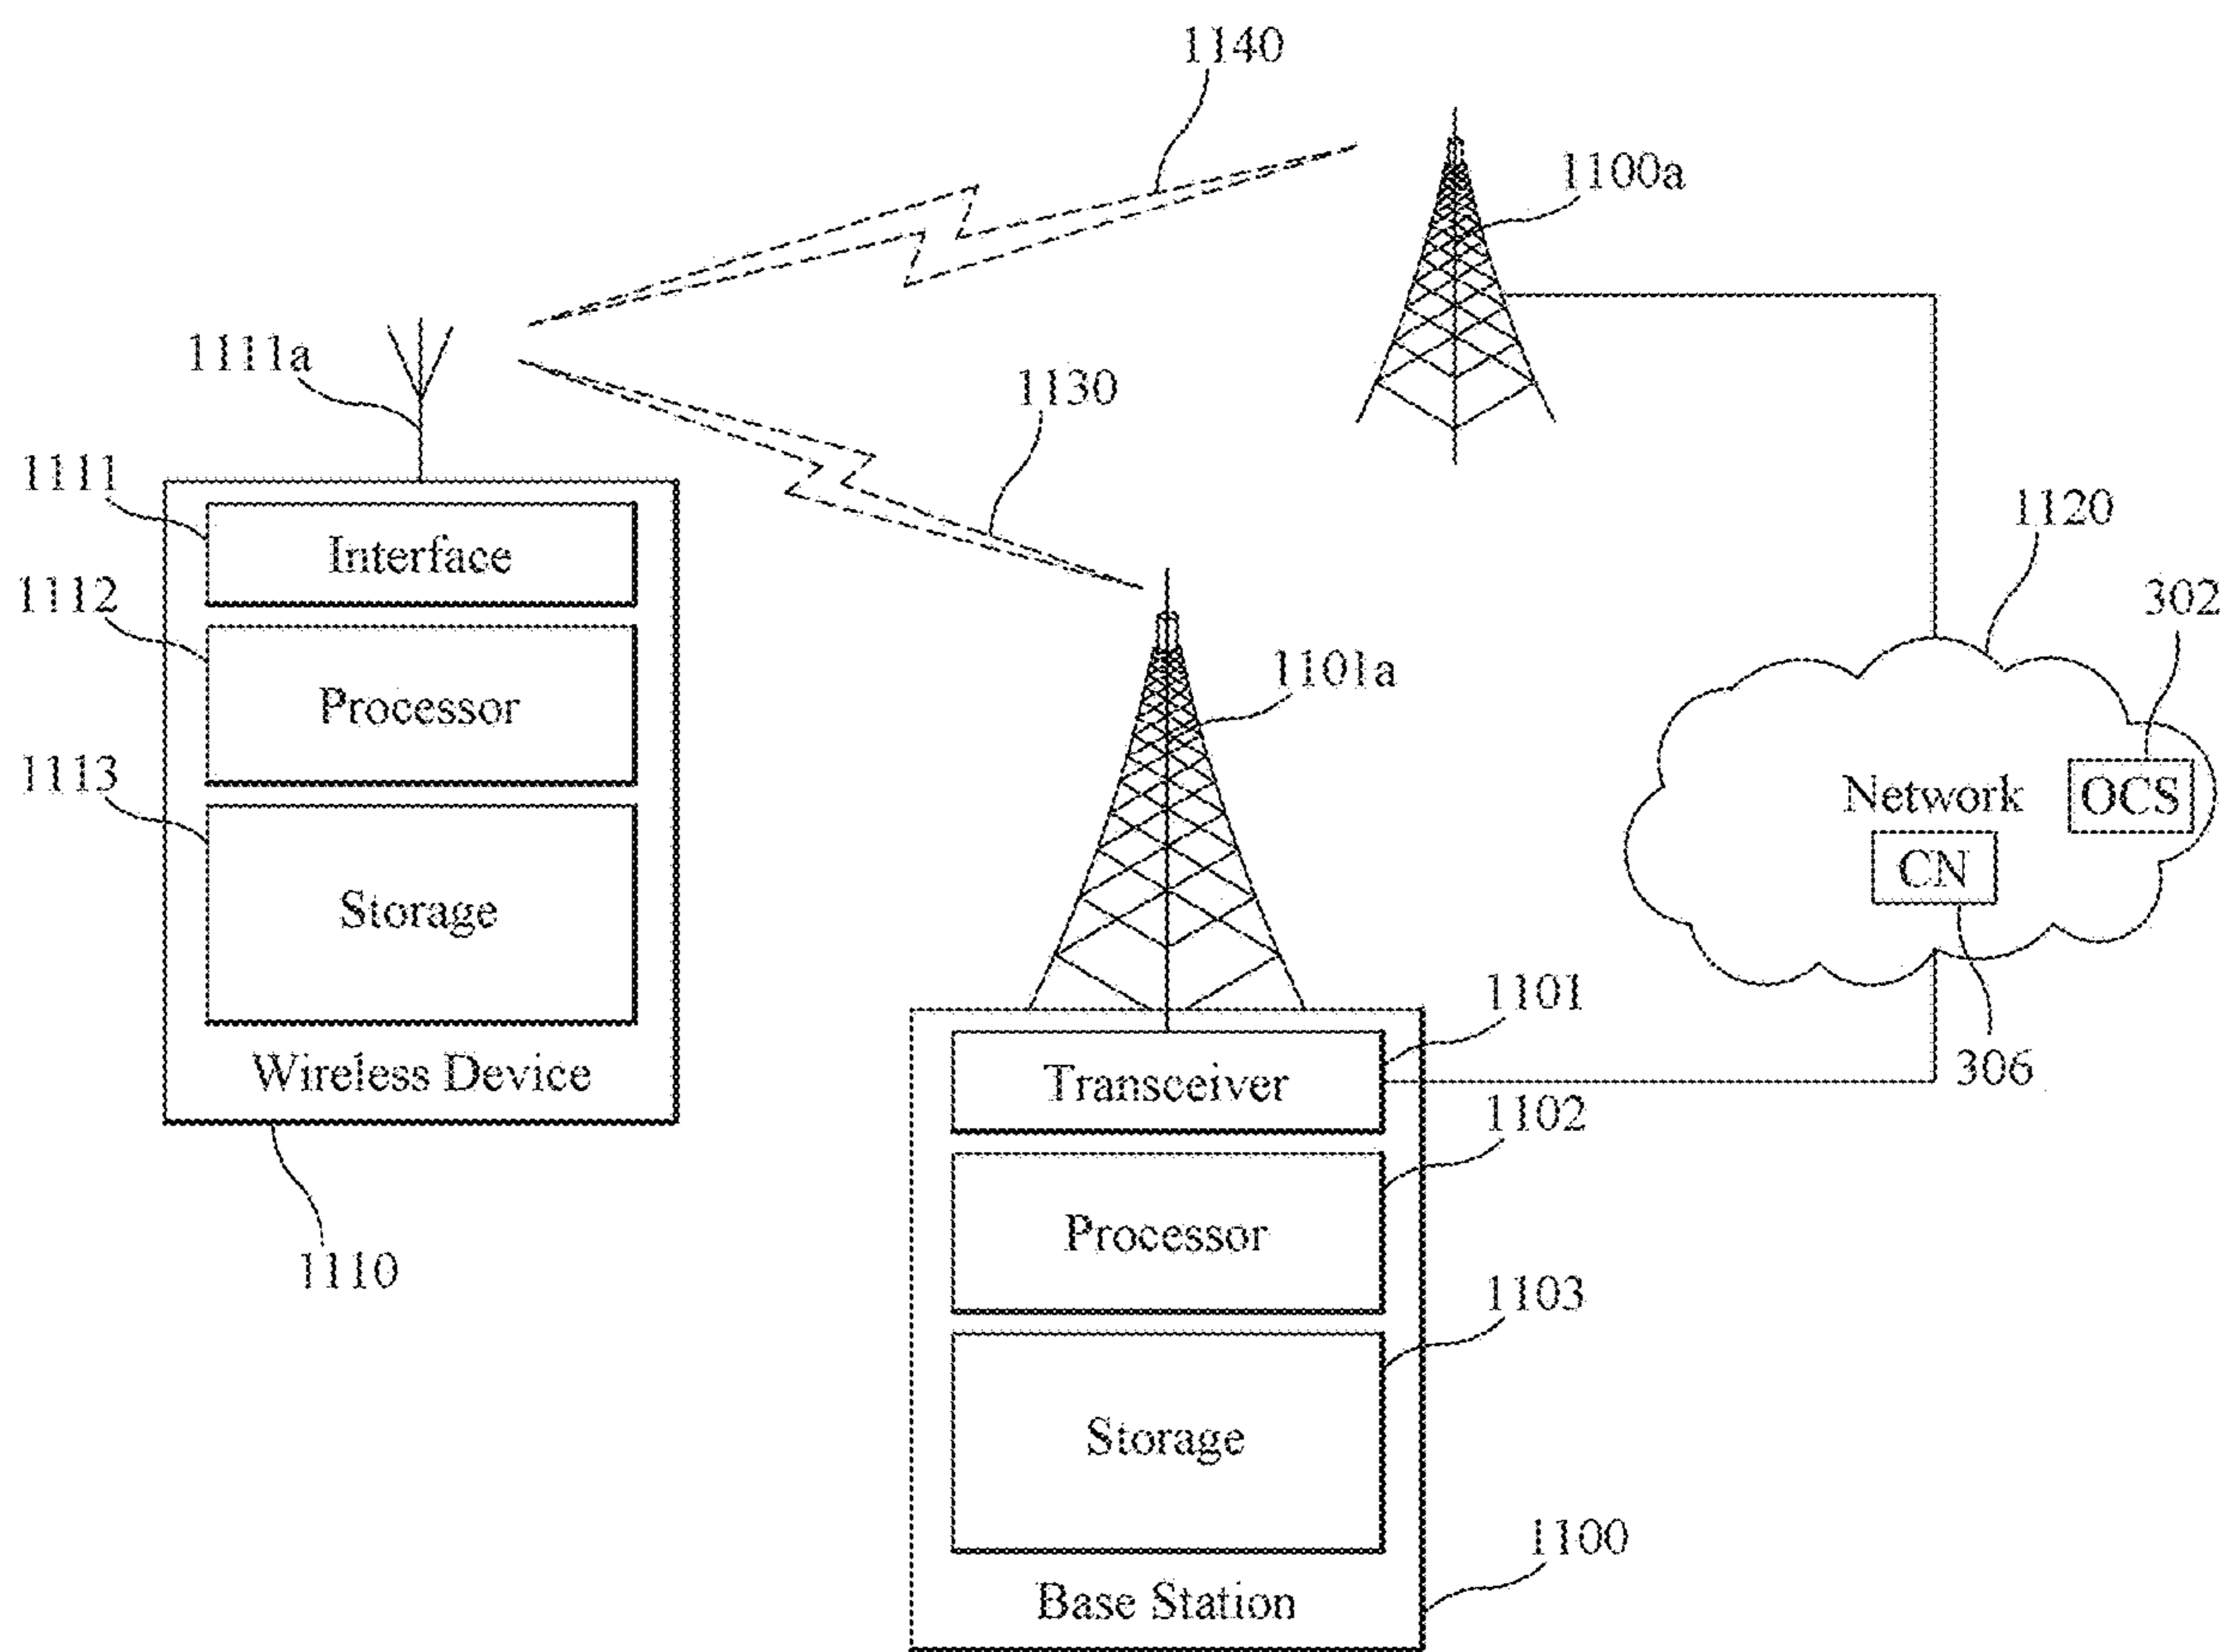 1140
1100a
1111a
1130
1111
Interface
1112
Processor
1113
Storage
Wireless Device
1110
1120
302
1101a
Network
OCS
CN
306
1101
Transceiver
1102
Processor
1103
Storage
1100
Base Station